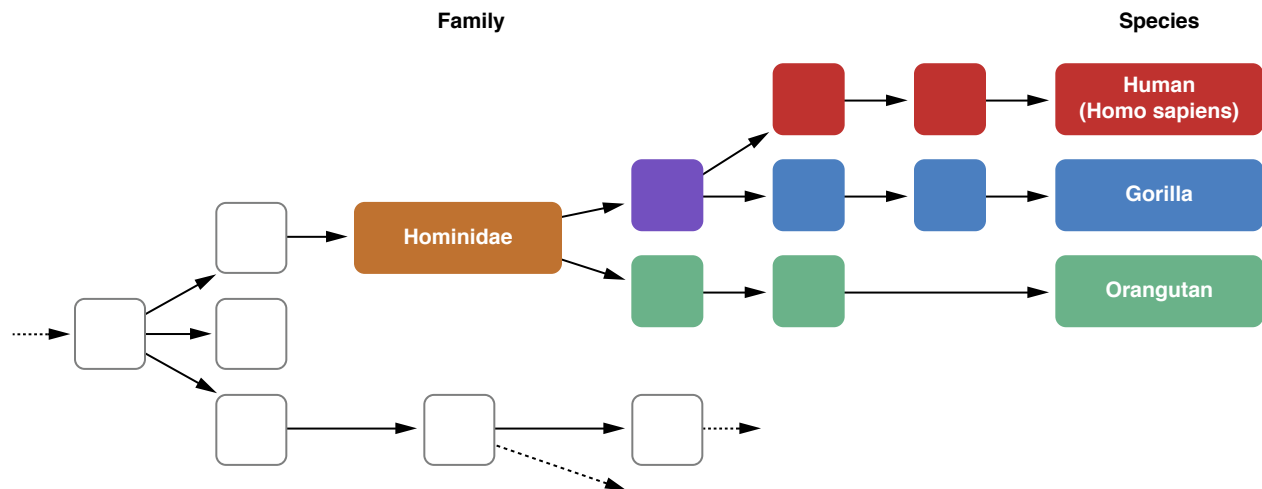 Family
Species
Human
(Homo sapiens)
Gorilla
Hominidae
Orangutan